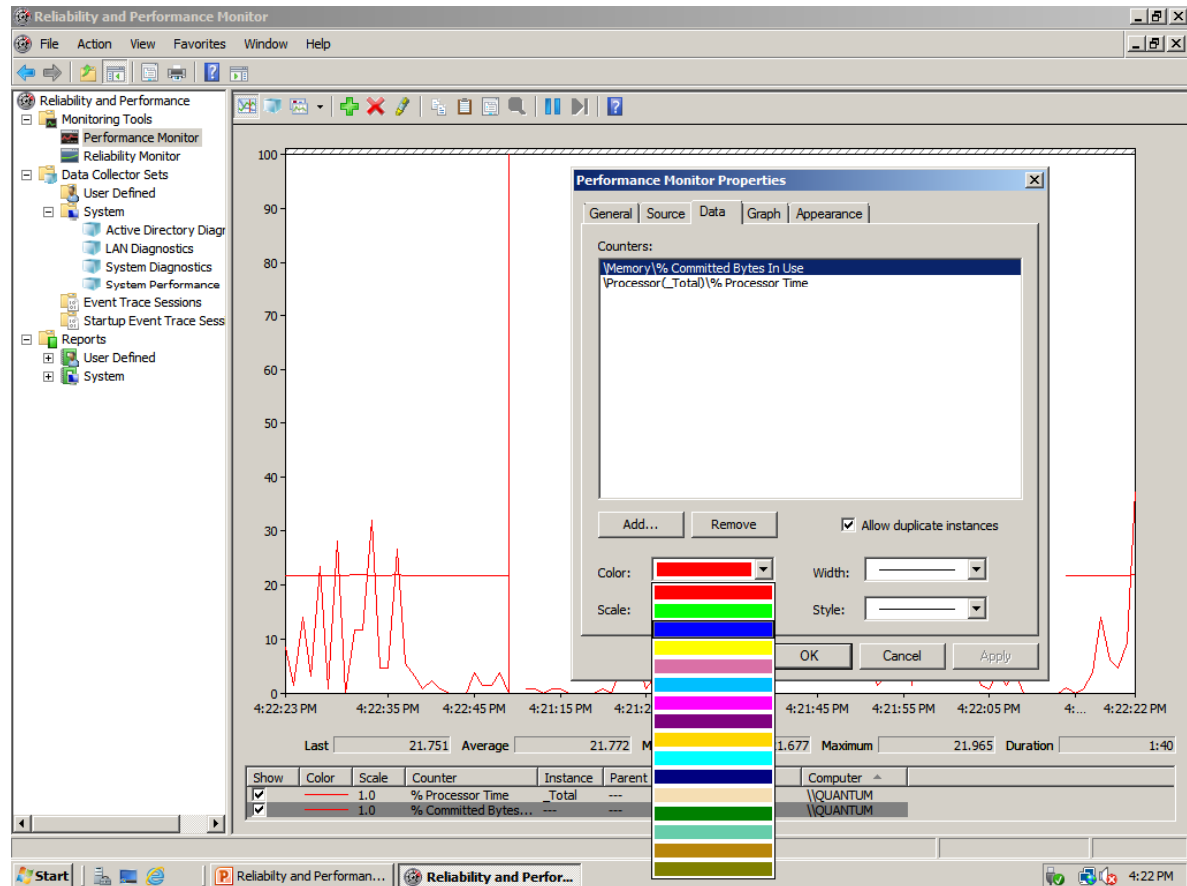 Reliability and Performance Monitor
File Action View Favorites Window Help
Reliability and Performance
Monitoring Tools
Performance Monitor
Reliability Monitor
Data Collector Sets
User Defined
System
Active Directory Diagr
LAN Diagnostics
System Diagnostics
System Performance
Event Trace Sessions
Startup Event Trace Sess
Reports
User Defined
System
100
90
80
70
60
50
40
30
20
10
0
4:22:23 PM 4:22:35 PM 4:22:45 PM 4:21:15 PM 4:21:2 4:21:45 PM 4:21:55 PM 4:22:05 PM 4:... 4:22:22 PM
Performance Monitor Properties
General Source Data Graph Appearance
Counters:
\Memory\% Committed Bytes In Use
\Processor(_Total)\% Processor Time
Add... Remove Allow duplicate instances
Color: Width:
Scale: Style:
OK Cancel Apply
Last 21.751 Average 21.772 M 1.677 Maximum 21.965 Duration 1:40
Show Color Scale Counter Instance Parent Computer
1.0 % Processor Time _Total --- \\QUANTUM
1.0 % Committed Bytes... --- --- \\QUANTUM
Start Reliabilty and Performan... Reliability and Perfor... 4:22 PM